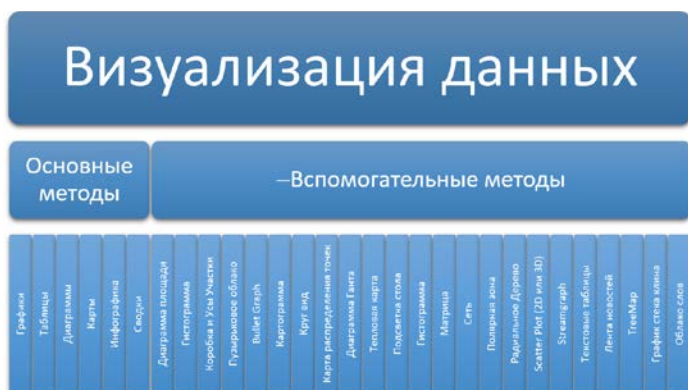 Визуализация данных
Основные
методы
–Вспомогательные методы
Графики
Таблицы
Диаграммы
Карты
Инфографика
Сводки
Диаграмма площади
Гистограмма
Коробка и Усы Участки
Пузырьковое облако
Bullet Graph
Картограмма
Круг вид
Карта распределения точек
Диаграмма Ганта
Тепловая карта
Подсветка стола
Гистограмма
Матрица
Сеть
Полярная зона
Радиальное Дерево
Scatter Plot (2D или 3D)
Streamgraph
Текстовые таблицы
Лента новостей
TreeMap
График стека клина
Облако слов